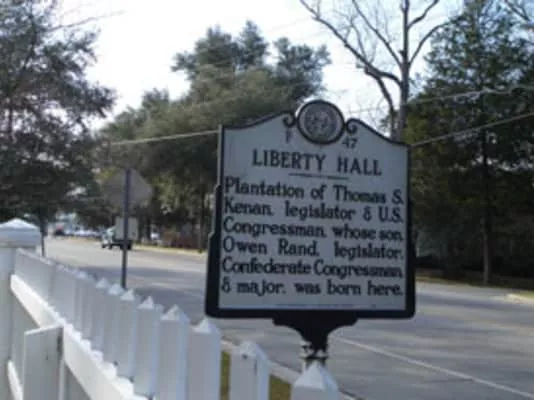 F 47
LIBERTY HALL
Plantation of Thomas S.
Kenan, legislator & U.S.
Congressman, whose son,
Owen Rand, legislator,
Confederate Congressman,
& major, was born here.